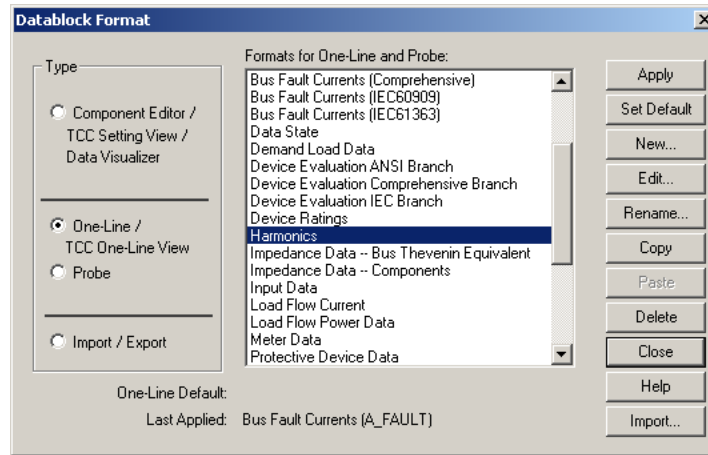 Datablock Format
Type
Component Editor /
TCC Setting View /
Data Visualizer
One-Line /
TCC One-Line View
Probe
Import / Export
Formats for One-Line and Probe:
Bus Fault Currents (Comprehensive)
Bus Fault Currents (IEC60909)
Bus Fault Currents (IEC61363)
Data State
Demand Load Data
Device Evaluation ANSI Branch
Device Evaluation Comprehensive Branch
Device Evaluation IEC Branch
Device Ratings
Harmonics
Impedance Data -- Bus Thevenin Equivalent
Impedance Data -- Components
Input Data
Load Flow Current
Load Flow Power Data
Meter Data
Protective Device Data
Apply
Set Default
New...
Edit...
Rename...
Copy
Paste
Delete
Close
Help
Import...
One-Line Default:
Last Applied: Bus Fault Currents (A_FAULT)